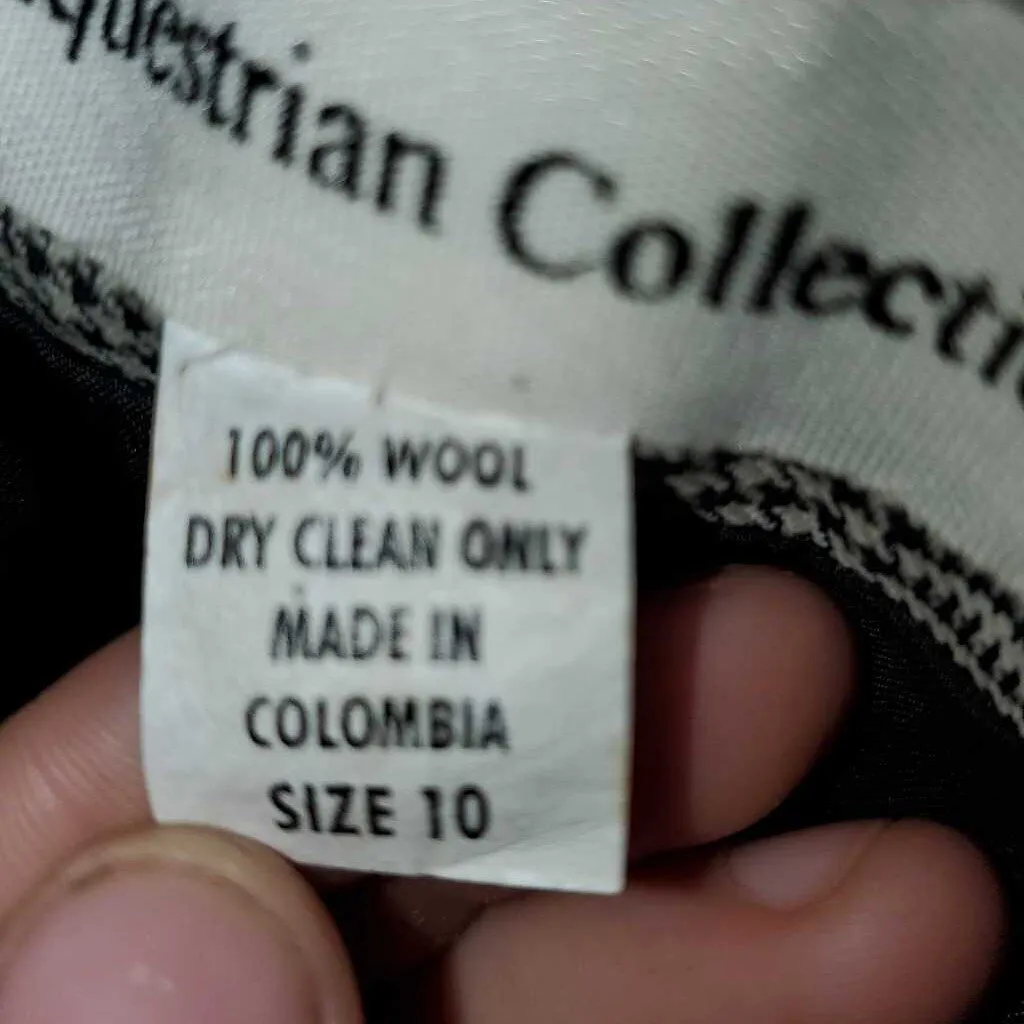 questrian Collecti
100% WOOL
DRY CLEAN ONLY
MADE IN
COLOMBIA
SIZE 10